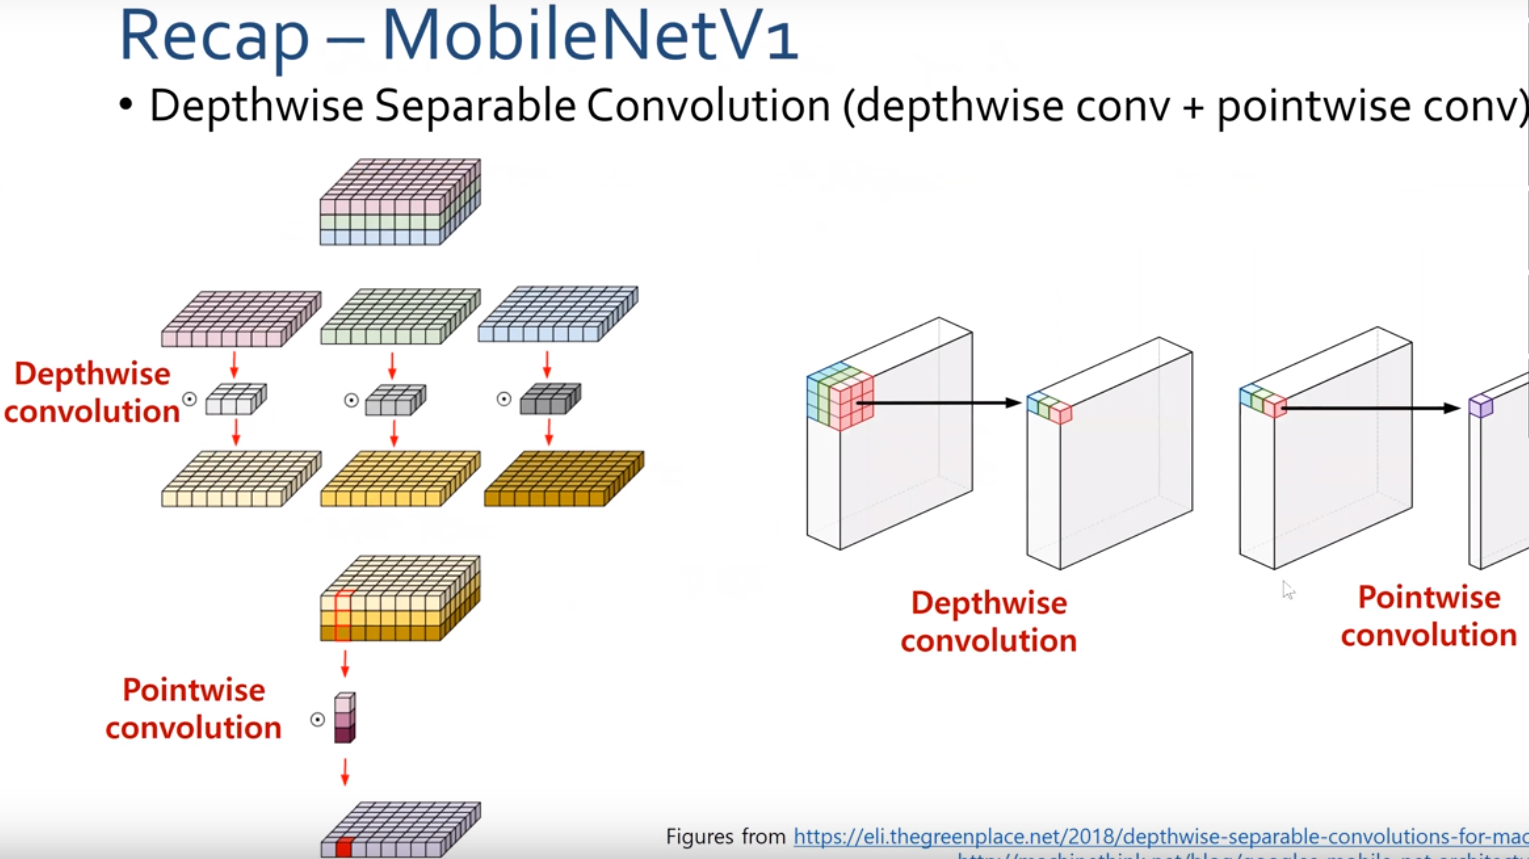 Recap – MobileNetV1
• Depthwise Separable Convolution (depthwise conv + pointwise conv)
Depthwise
convolution
Depthwise
convolution
Pointwise
convolution
Pointwise
convolution
Figures from https://eli.thegreenplace.net/2018/depthwise-separable-convolutions-for-mac